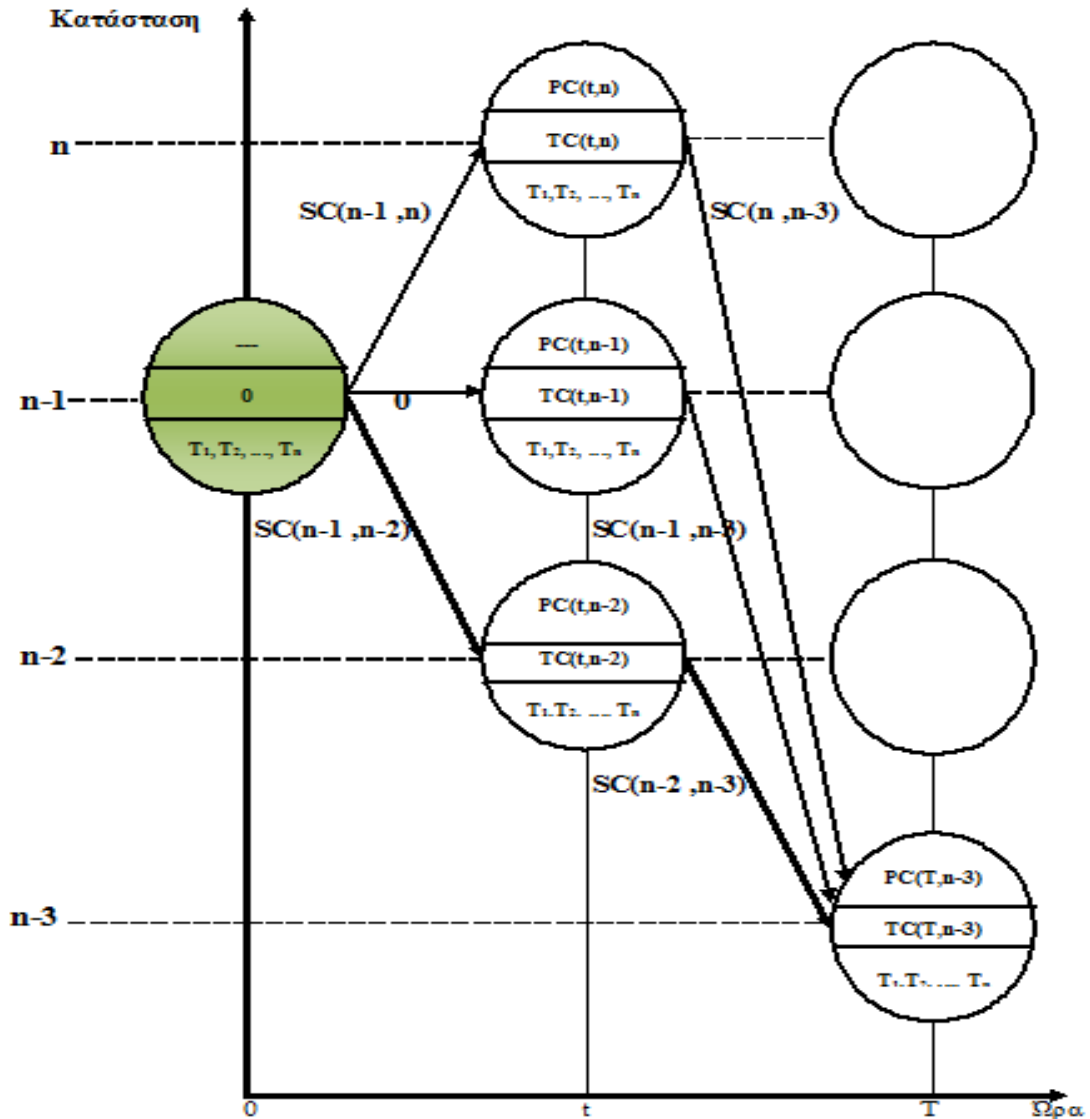 Κατάσταση
PC(t,n)
n
TC(t,n)
T₁,T₂, ..., Tₙ
SC(n-1 ,n)
SC(n ,n-3)
---
PC(t,n-1)
n-1
0
0
TC(t,n-1)
T₁,T₂, ..., Tₙ
T₁,T₂, ..., Tₙ
SC(n-1 ,n-2)
SC(n-1 ,n-3)
PC(t,n-2)
n-2
TC(t,n-2)
T₁,T₂, ..., Tₙ
SC(n-2 ,n-3)
PC(T,n-3)
n-3
TC(T,n-3)
T₁,T₂, ..., Tₙ
0 t T Ώρα